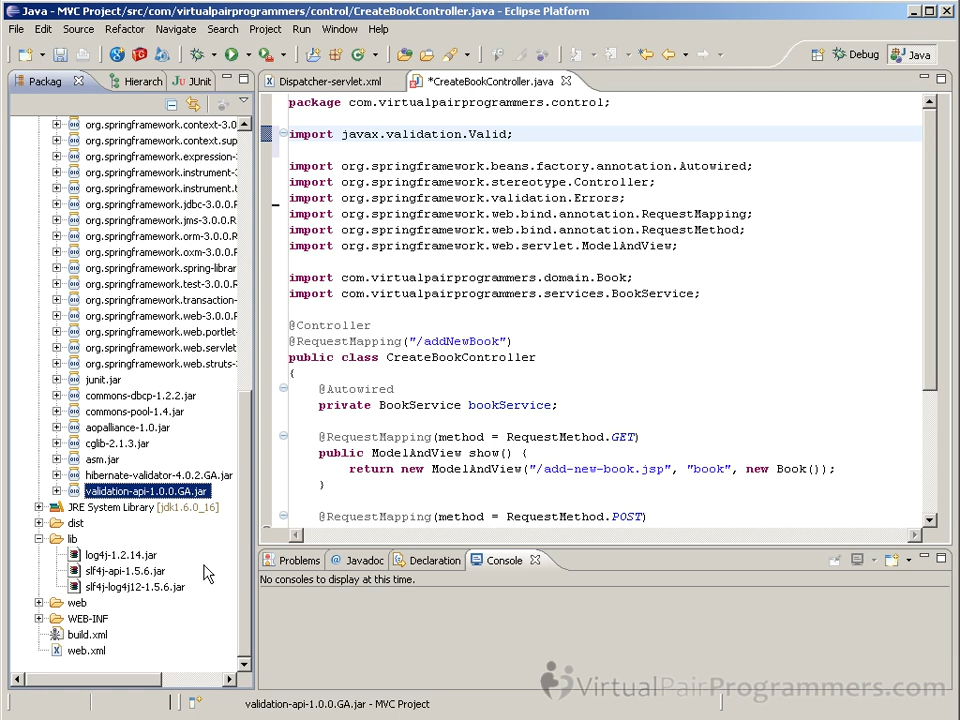 Java - MVC Project/src/com/virtualpairprogrammers/control/CreateBookController.java - Eclipse Platform
File Edit Source Refactor Navigate Search Project Run Window Help
Debug Java
Packag Hierarchy JUnit
Dispatcher-servlet.xml *CreateBookController.java
org.springframework.context-3.0
org.springframework.context.sup
org.springframework.expression-
org.springframework.instrument-
org.springframework.instrument.t
org.springframework.jdbc-3.0.0.R
org.springframework.jms-3.0.0.R
org.springframework.orm-3.0.0.R
org.springframework.oxm-3.0.0.R
org.springframework.spring-librar
org.springframework.test-3.0.0.R
org.springframework.transaction-
org.springframework.web-3.0.0.R
org.springframework.web.portlet-
org.springframework.web.servlet
org.springframework.web.struts-
junit.jar
commons-dbcp-1.2.2.jar
commons-pool-1.4.jar
aopalliance-1.0.jar
cglib-2.1.3.jar
asm.jar
hibernate-validator-4.0.2.GA.jar
validation-api-1.0.0.GA.jar
JRE System Library [jdk1.6.0_16]
dist
lib
log4j-1.2.14.jar
slf4j-api-1.5.6.jar
slf4j-log4j12-1.5.6.jar
web
WEB-INF
build.xml
web.xml
package com.virtualpairprogrammers.control;
import javax.validation.Valid;
import org.springframework.beans.factory.annotation.Autowired;
import org.springframework.stereotype.Controller;
import org.springframework.validation.Errors;
import org.springframework.web.bind.annotation.RequestMapping;
import org.springframework.web.bind.annotation.RequestMethod;
import org.springframework.web.servlet.ModelAndView;
import com.virtualpairprogrammers.domain.Book;
import com.virtualpairprogrammers.services.BookService;
@Controller
@RequestMapping("/addNewBook")
public class CreateBookController
{
@Autowired
private BookService bookService;
@RequestMapping(method = RequestMethod.GET)
public ModelAndView show() {
return new ModelAndView("/add-new-book.jsp", "book", new Book());
}
@RequestMapping(method = RequestMethod.POST)
Problems Javadoc Declaration Console
No consoles to display at this time.
VirtualPairProgrammers.com
validation-api-1.0.0.GA.jar - MVC Project